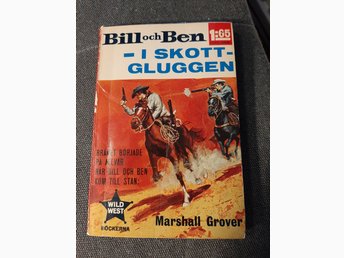 Bill och Ben
1:65
– I SKOTT-
GLUGGEN
BRÅKET BÖRJADE
PÅ ALLVAR
NÄR BILL OCH BEN
KOM TILL STAN:
WILD
WEST
BÖCKERNA
Marshall Grover